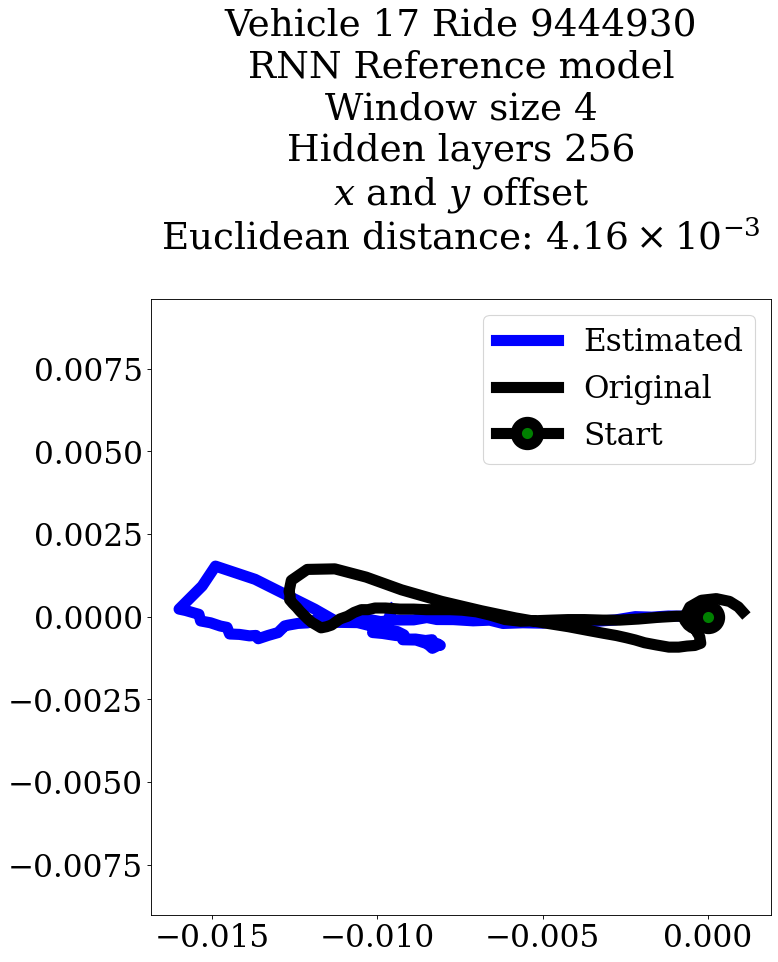 Vehicle 17 Ride 9444930
RNN Reference model
Window size 4
Hidden layers 256
x and y offset
Euclidean distance: 4.16 × 10⁻³
Estimated
Original
Start
0.0075
0.0050
0.0025
0.0000
−0.0025
−0.0050
−0.0075
−0.015 −0.010 −0.005 0.000